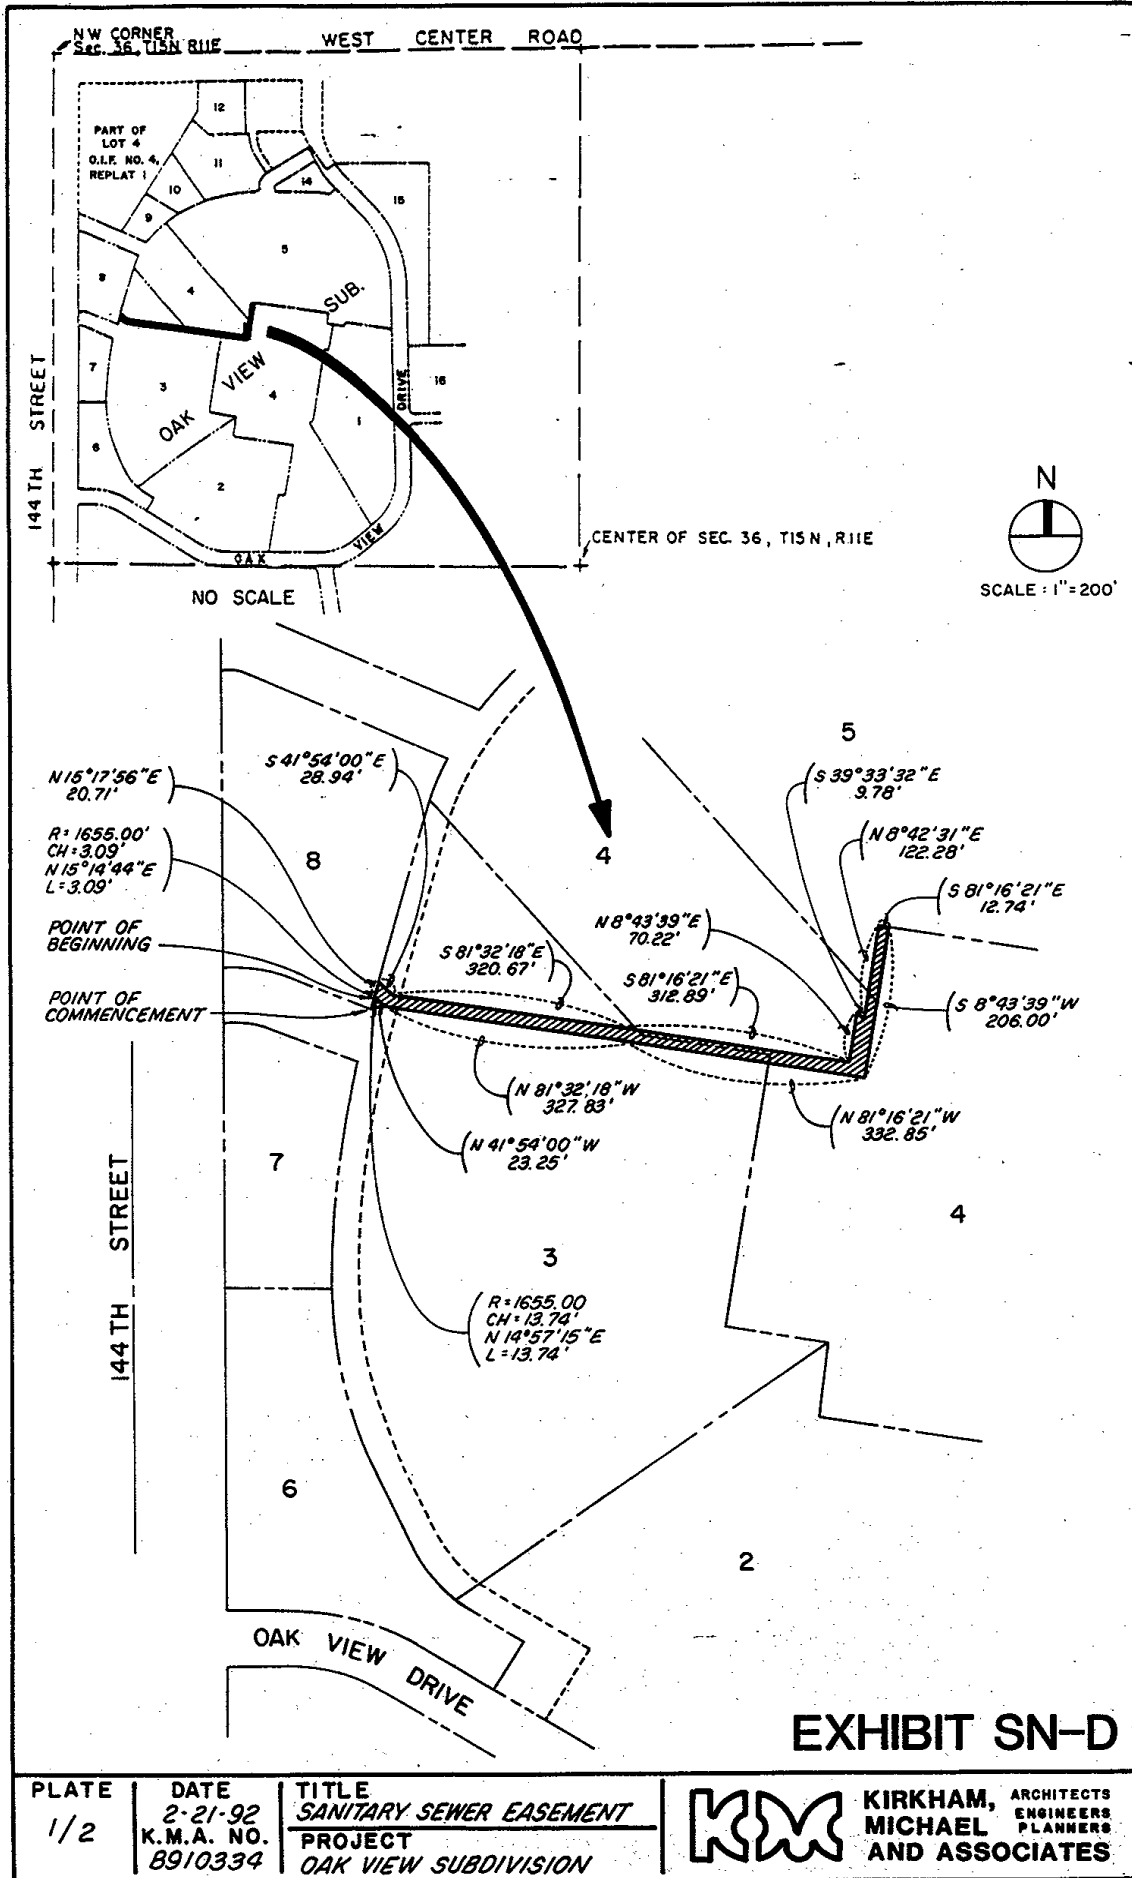 NW CORNER
Sec. 36, T15N R11E
WEST CENTER ROAD
12
PART OF
LOT 4
O.I.F. NO. 4,
REPLAT 1
11
10
14
15
9
5
8
4
SUB.
7
3
VIEW
4
DRIVE
16
OAK
1
6
2
144 TH STREET
VIEW
OAK
CENTER OF SEC. 36, T15N, R11E
NO SCALE
N
SCALE : 1"=200'
5
N15°17'56"E
20.71'
S 41°54'00"E
28.94'
S 39°33'32"E
9.78'
R=1655.00'
CH=3.09'
N15°14'44"E
L=3.09'
8
4
N 8°42'31"E
122.28'
S 81°16'21"E
12.74'
POINT OF
BEGINNING
N 8°43'39"E
70.22'
S 81°32'18"E
320.67'
S 81°16'21"E
312.89'
POINT OF
COMMENCEMENT
S 8°43'39"W
206.00'
N 81°32'18"W
327.83'
N 81°16'21"W
332.85'
N 41°54'00"W
23.25'
7
4
3
144 TH STREET
R=1655.00
CH=13.74'
N 14°57'15"E
L=13.74'
6
2
OAK VIEW DRIVE
EXHIBIT SN-D
PLATE
1/2
DATE
2-21-92
K.M.A. NO.
8910334
TITLE
SANITARY SEWER EASEMENT
PROJECT
OAK VIEW SUBDIVISION
KM
KIRKHAM,
MICHAEL
AND ASSOCIATES
ARCHITECTS
ENGINEERS
PLANNERS